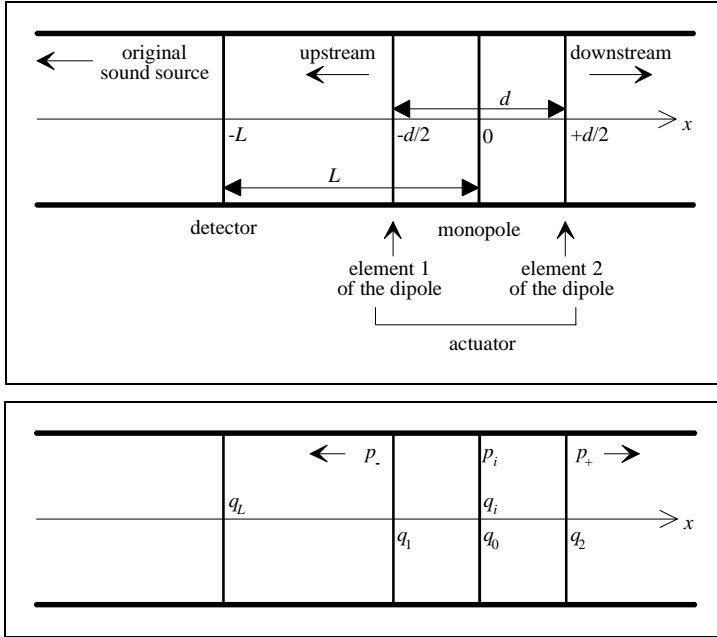 original
sound source
upstream
downstream
d
x
-L
-d/2
0
+d/2
L
detector
monopole
element 1
of the dipole
element 2
of the dipole
actuator
p-
pi
p+
qL
qi
x
q1
q0
q2